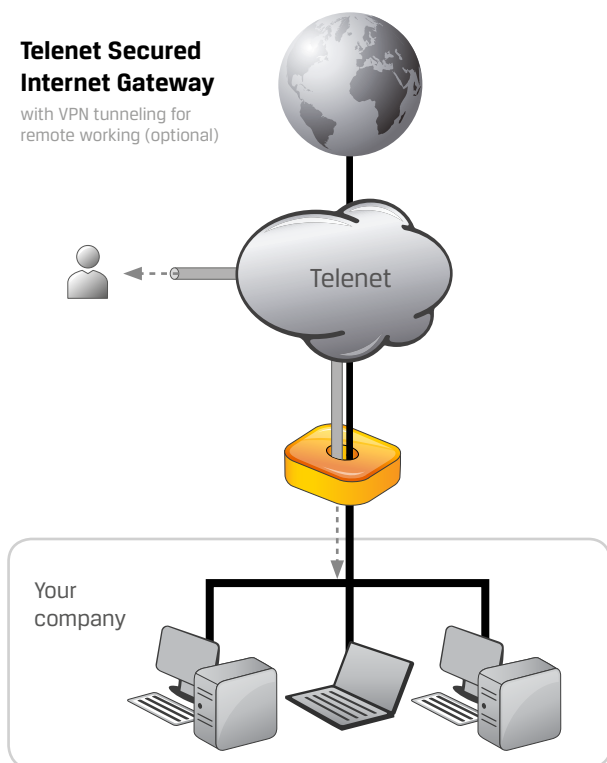 Telenet Secured
Internet Gateway
with VPN tunneling for
remote working (optional)
Telenet
Your
company